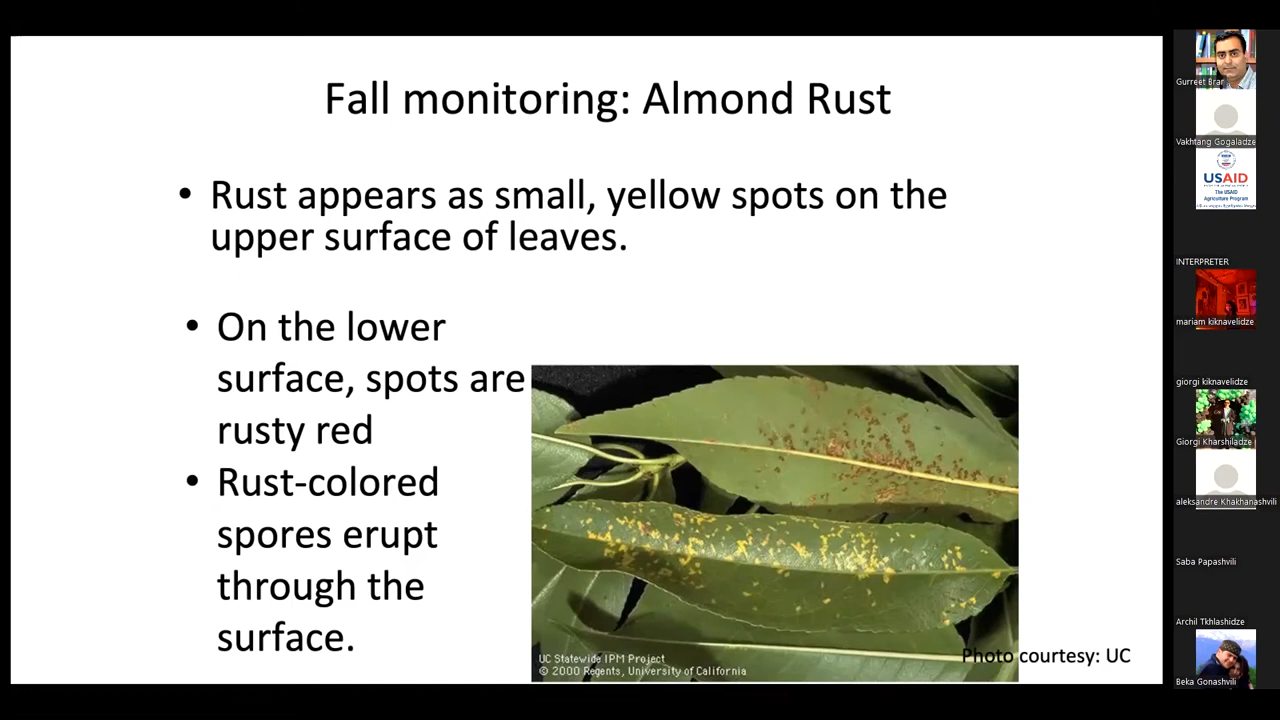 Fall monitoring: Almond Rust
• Rust appears as small, yellow spots on the
upper surface of leaves.
• On the lower
surface, spots are
rusty red
• Rust-colored
spores erupt
through the
surface.
UC Statewide IPM Project
© 2000 Regents, University of California
Photo courtesy: UC
Gurreet Brar
Vakhtang Gogaladze
USAID
The USAID
Agriculture Program
INTERPRETER
mariam kiknavelidze
giorgi kiknavelidze
Giorgi Kharshiladze
aleksandre Khakhanashvili
Saba Papashvili
Archil Tkhlashidze
Beka Gonashvili